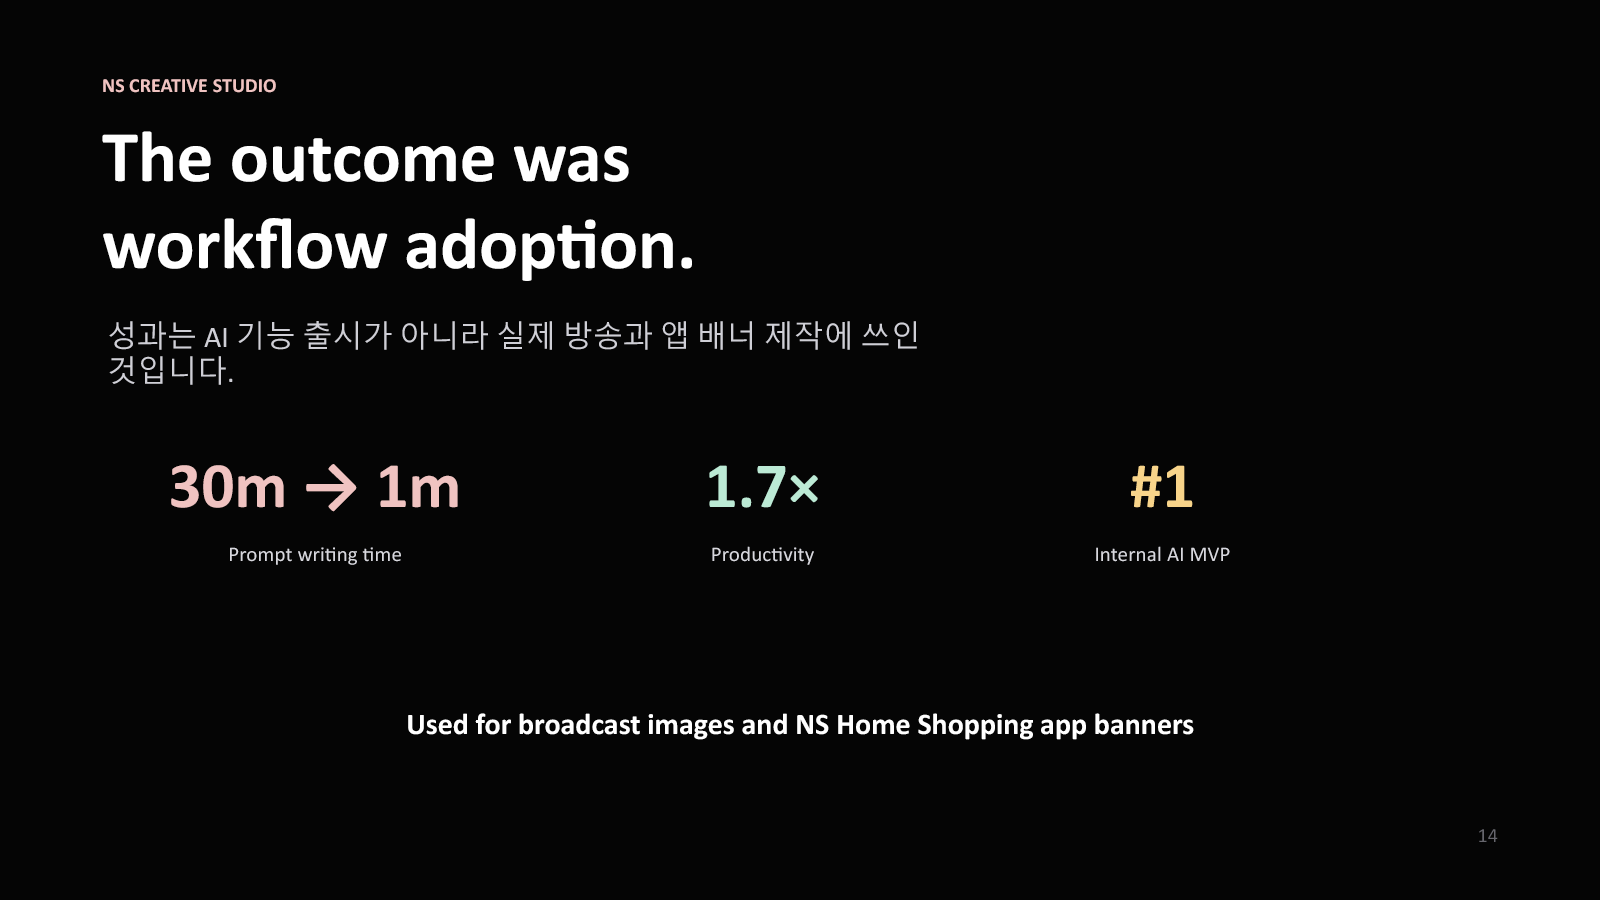 NS CREATIVE STUDIO
The outcome was
workflow adoption.
성과는 AI 기능 출시가 아니라 실제 방송과 앱 배너 제작에 쓰인
것입니다.
30m → 1m
1.7×
#1
Prompt writing time
Productivity
Internal AI MVP
Used for broadcast images and NS Home Shopping app banners
14